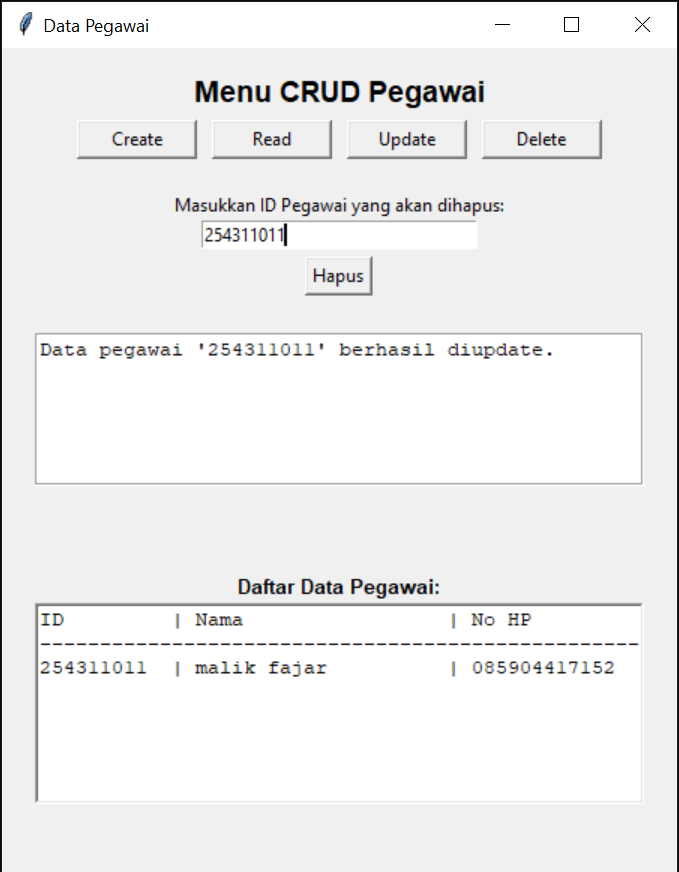 Data Pegawai
Menu CRUD Pegawai
Create Read Update Delete
Masukkan ID Pegawai yang akan dihapus:
254311011
Hapus
Data pegawai '254311011' berhasil diupdate.
Daftar Data Pegawai:
ID | Nama | No HP
--------------------------------------------------
254311011 | malik fajar | 085904417152